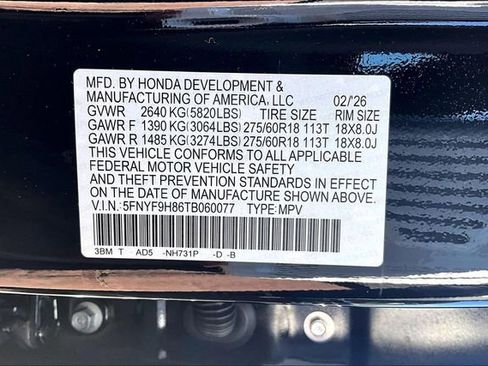 MFD. BY HONDA DEVELOPMENT &
MANUFACTURING OF AMERICA, LLC 02/'26
GVWR 2640 KG(5820LBS) TIRE SIZE RIM SIZE
GAWR F 1390 KG(3064LBS) 275/60R18 113T 18X8.0J
GAWR R 1485 KG(3274LBS) 275/60R18 113T 18X8.0J
THIS VEHICLE CONFORMS TO ALL APPLICABLE
FEDERAL MOTOR VEHICLE SAFETY
AND THEFT PREVENTION STANDARDS IN EFFECT
ON THE DATE OF MANUFACTURE SHOWN ABOVE.
V.I.N.: 5FNYF9H86TB060077 TYPE: MPV
3BM T AD5 -NH731P -D -B